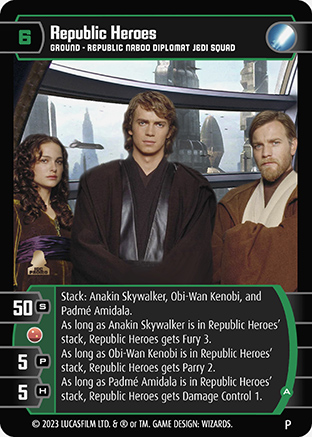 6
Republic Heroes
GROUND - REPUBLIC NABOO DIPLOMAT JEDI SQUAD
50 S
5 P
5 H
Stack: Anakin Skywalker, Obi-Wan Kenobi, and
Padmé Amidala.
As long as Anakin Skywalker is in Republic Heroes'
stack, Republic Heroes gets Fury 3.
As long as Obi-Wan Kenobi is in Republic Heroes'
stack, Republic Heroes gets Parry 2.
As long as Padmé Amidala is in Republic Heroes'
stack, Republic Heroes gets Damage Control 1.
A
© 2023 LUCASFILM LTD. & ® or TM. GAME DESIGN: WIZARDS.
P